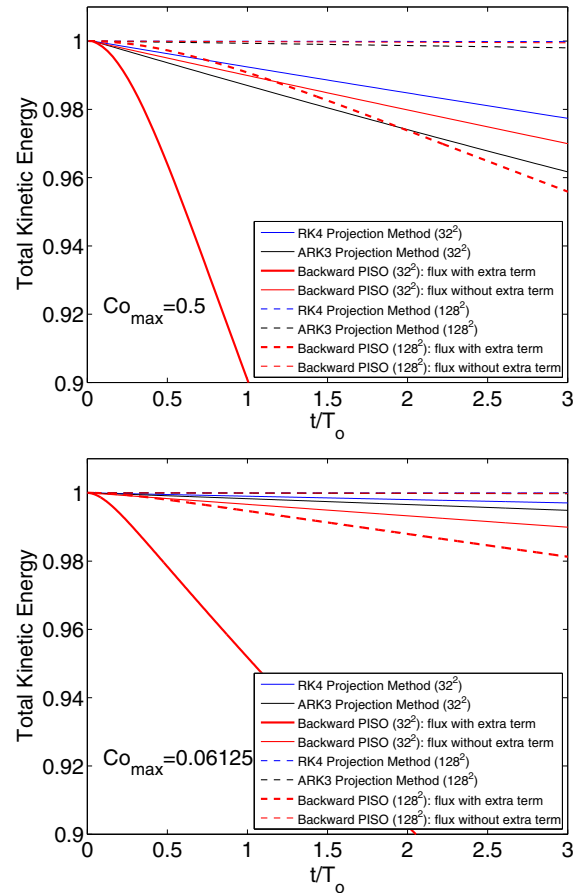 1
0.98
0.96
0.94
0.92
0.9
Total Kinetic Energy
Co_max=0.5
RK4 Projection Method (32²)
ARK3 Projection Method (32²)
Backward PISO (32²): flux with extra term
Backward PISO (32²): flux without extra term
RK4 Projection Method (128²)
ARK3 Projection Method (128²)
Backward PISO (128²): flux with extra term
Backward PISO (128²): flux without extra term
0 0.5 1 1.5 2 2.5 3
t/T_o
1
0.98
0.96
0.94
0.92
0.9
Total Kinetic Energy
Co_max=0.06125
RK4 Projection Method (32²)
ARK3 Projection Method (32²)
Backward PISO (32²): flux with extra term
Backward PISO (32²): flux without extra term
RK4 Projection Method (128²)
ARK3 Projection Method (128²)
Backward PISO (128²): flux with extra term
Backward PISO (128²): flux without extra term
0 0.5 1 1.5 2 2.5 3
t/T_o